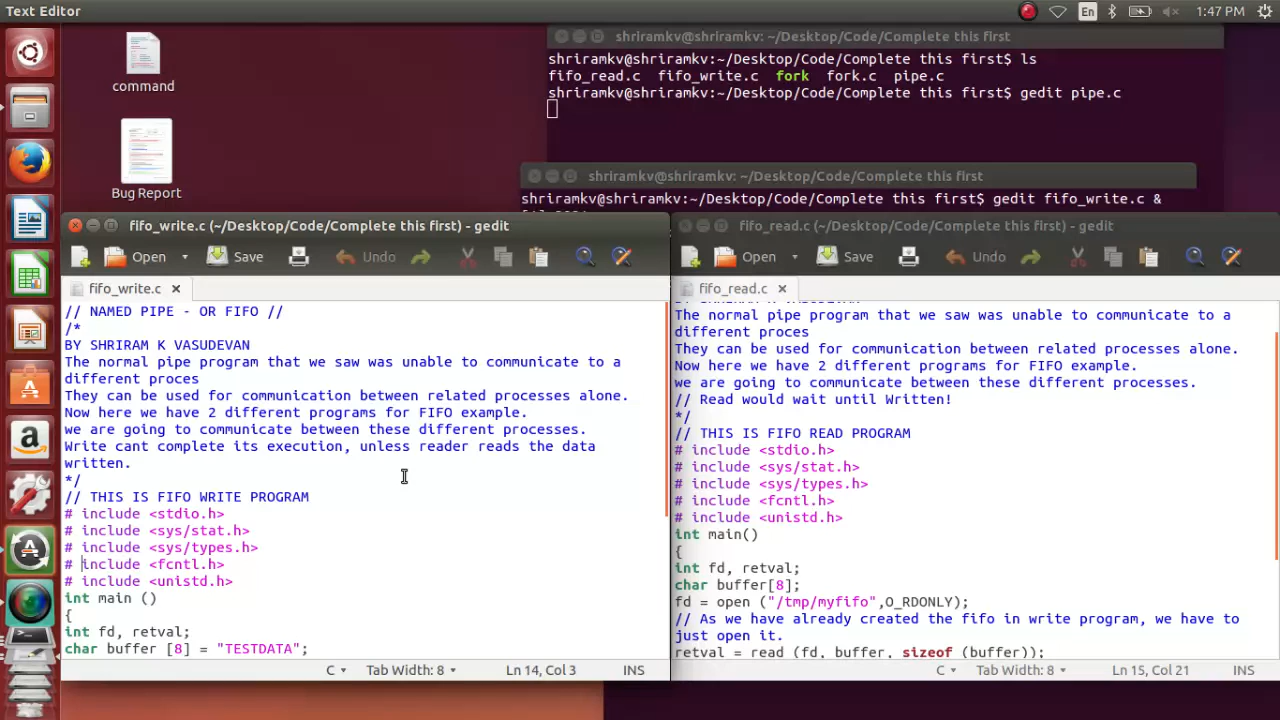 Text Editor
En
1:47 PM
command
Bug Report
shriramkv@shriramkv: ~/Desktop/Code/Complete this first
shriramkv@shriramkv:~/Desktop/Code/Complete this first$ ls
fifo_read.c fifo_write.c fork fork.c pipe.c
shriramkv@shriramkv:~/Desktop/Code/Complete this first$ gedit pipe.c
shriramkv@shriramkv: ~/Desktop/Code/Complete this first
shriramkv@shriramkv:~/Desktop/Code/Complete this first$ gedit fifo_write.c &
fifo_write.c (~/Desktop/Code/Complete this first) - gedit
Open Save Undo
fifo_write.c
// NAMED PIPE - OR FIFO //
/*
BY SHRIRAM K VASUDEVAN
The normal pipe program that we saw was unable to communicate to a
different proces
They can be used for communication between related processes alone.
Now here we have 2 different programs for FIFO example.
we are going to communicate between these different processes.
Write cant complete its execution, unless reader reads the data
written.
*/
// THIS IS FIFO WRITE PROGRAM
# include <stdio.h>
# include <sys/stat.h>
# include <sys/types.h>
# include <fcntl.h>
# include <unistd.h>
int main ()
{
int fd, retval;
char buffer [8] = "TESTDATA";
C Tab Width: 8 Ln 14, Col 3 INS
fifo_read.c (~/Desktop/Code/Complete this first) - gedit
Open Save Undo
fifo_read.c
BY SHRIRAM K VASUDEVAN
The normal pipe program that we saw was unable to communicate to a
different proces
They can be used for communication between related processes alone.
Now here we have 2 different programs for FIFO example.
we are going to communicate between these different processes.
// Read would wait until Written!
*/
// THIS IS FIFO READ PROGRAM
# include <stdio.h>
# include <sys/stat.h>
# include <sys/types.h>
# include <fcntl.h>
# include <unistd.h>
int main()
{
int fd, retval;
char buffer[8];
fd = open ("/tmp/myfifo",O_RDONLY);
// As we have already created the fifo in write program, we have to
just open it.
retval = read (fd, buffer, sizeof (buffer));
C Tab Width: 8 Ln 15, Col 21 INS